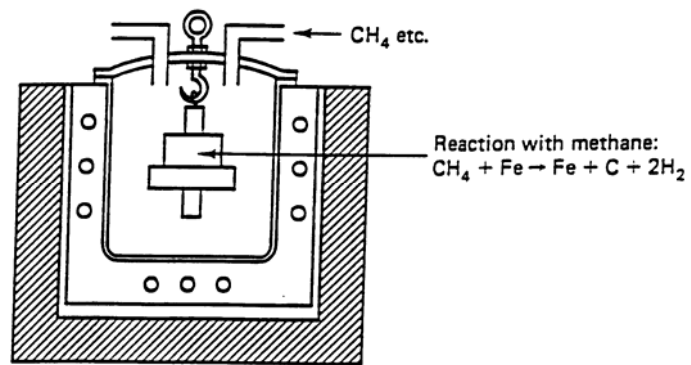 CH₄ etc.
Reaction with methane:
CH₄ + Fe → Fe + C + 2H₂